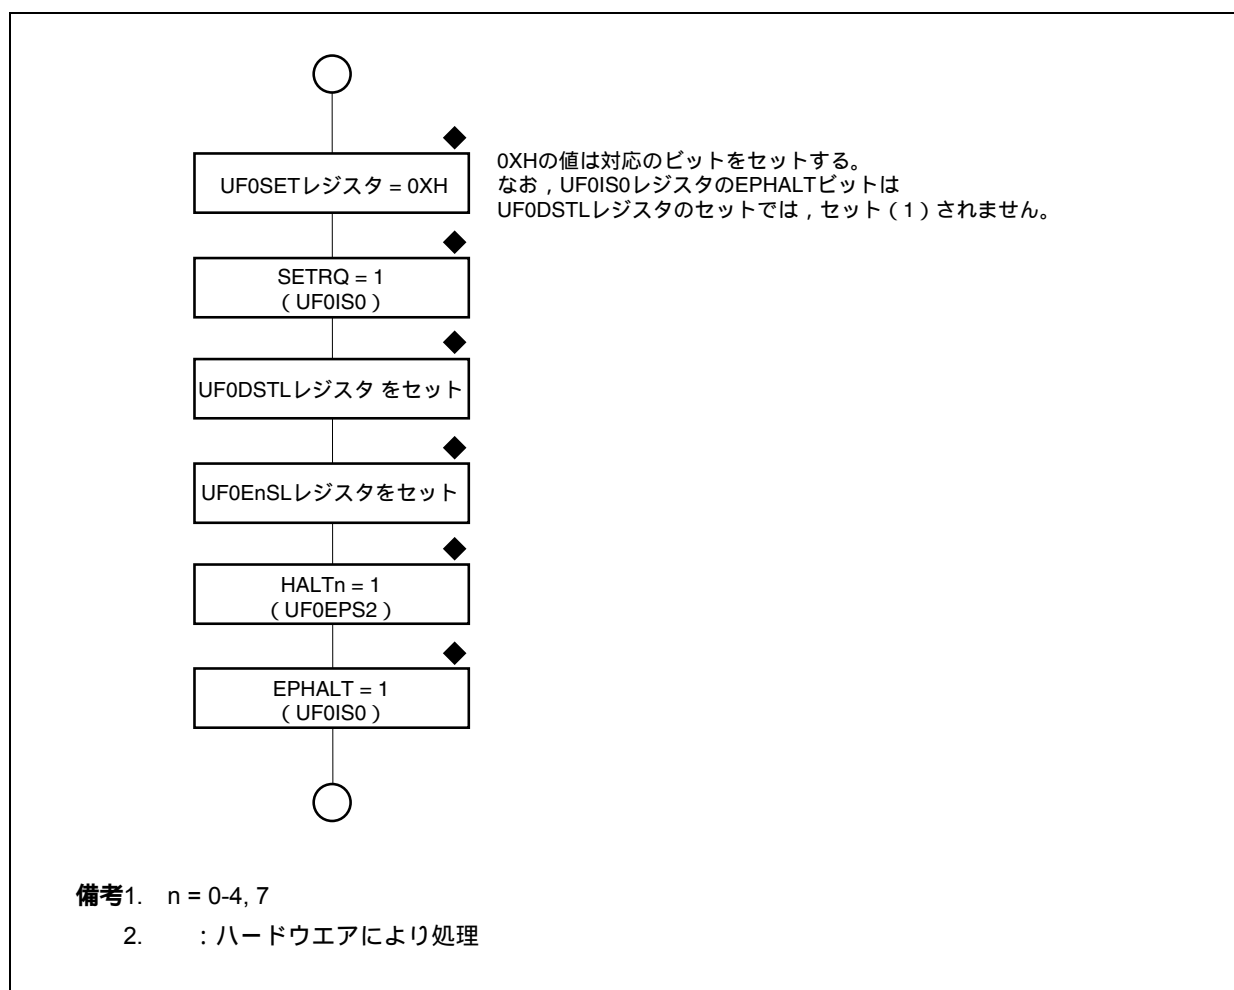 UF0SETレジスタ = 0XH
0XHの値は対応のビットをセットする。
なお，UF0IS0レジスタのEPHALTビットは
UF0DSTLレジスタのセットでは，セット（1）されません。
SETRQ = 1
（UF0IS0）
UF0DSTLレジスタ をセット
UF0EnSLレジスタをセット
HALTn = 1
（UF0EPS2）
EPHALT = 1
（UF0IS0）
備考1. n = 0-4, 7
2. ：ハードウエアにより処理